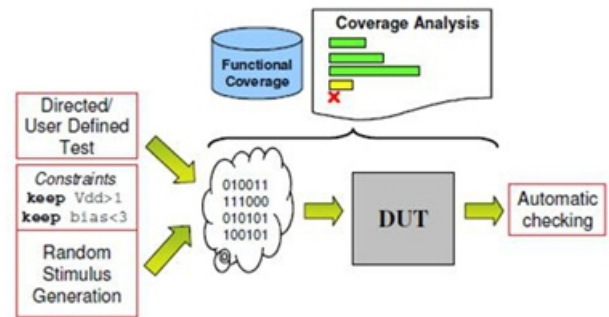 Coverage Analysis
Functional
Coverage
Directed/
User Defined
Test
Constraints
keep Vdd>1
keep bias<3
Random
Stimulus
Generation
010011
111000
010101
100101
DUT
Automatic
checking